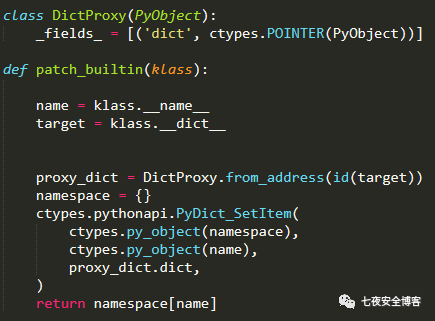 class DictProxy(PyObject):
    _fields_ = [('dict', ctypes.POINTER(PyObject))]

def patch_builtin(klass):

    name = klass.__name__
    target = klass.__dict__


    proxy_dict = DictProxy.from_address(id(target))
    namespace = {}
    ctypes.pythonapi.PyDict_SetItem(
        ctypes.py_object(namespace),
        ctypes.py_object(name),
        proxy_dict.dict,
    )
    return namespace[name]
七夜安全博客